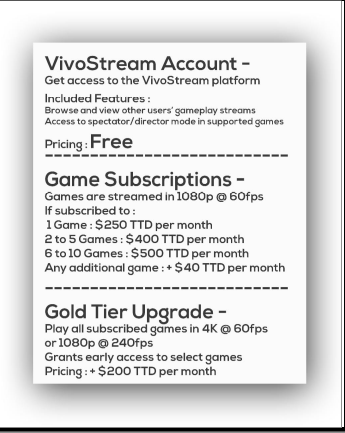 VivoStream Account -
Get access to the VivoStream platform
Included Features :
Browse and view other users' gameplay streams
Access to spectator/director mode in supported games
Pricing : Free
Game Subscriptions -
Games are streamed in 1080p @ 60fps
If subscribed to :
1 Game : $250 TTD per month
2 to 5 Games : $400 TTD per month
6 to 10 Games : $500 TTD per month
Any additional game : + $40 TTD per month
Gold Tier Upgrade -
Play all subscribed games in 4K @ 60fps
or 1080p @ 240fps
Grants early access to select games
Pricing : + $200 TTD per month